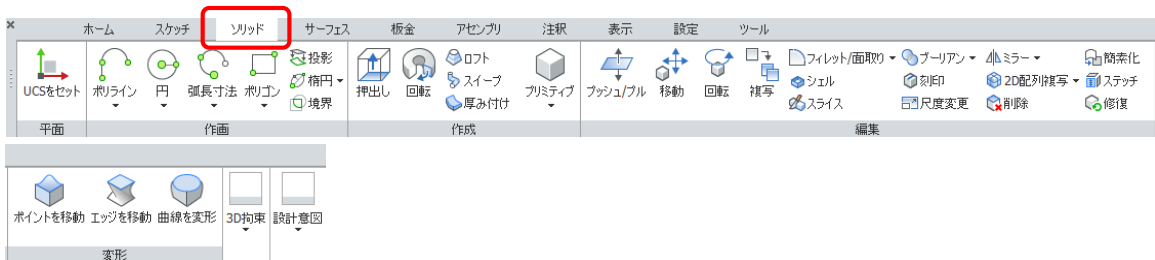 ホーム スケッチ ソリッド サーフェス 板金 アセンブリ 注釈 表示 設定 ツール
UCSをセット ポリライン 円 弧長寸法 ポリゴン 投影 楕円 境界 押出し 回転 ロフト スイープ 厚み付け プリミティブ プッシュ/プル 移動 回転 複写 フィレット/面取り シェル スライス ブーリアン 刻印 尺度変更 ミラー 2D配列複写 削除 簡素化 ステッチ 修復
平面 作画 作成 編集
ポイントを移動 エッジを移動 曲線を変形 3D拘束 設計意図
変形